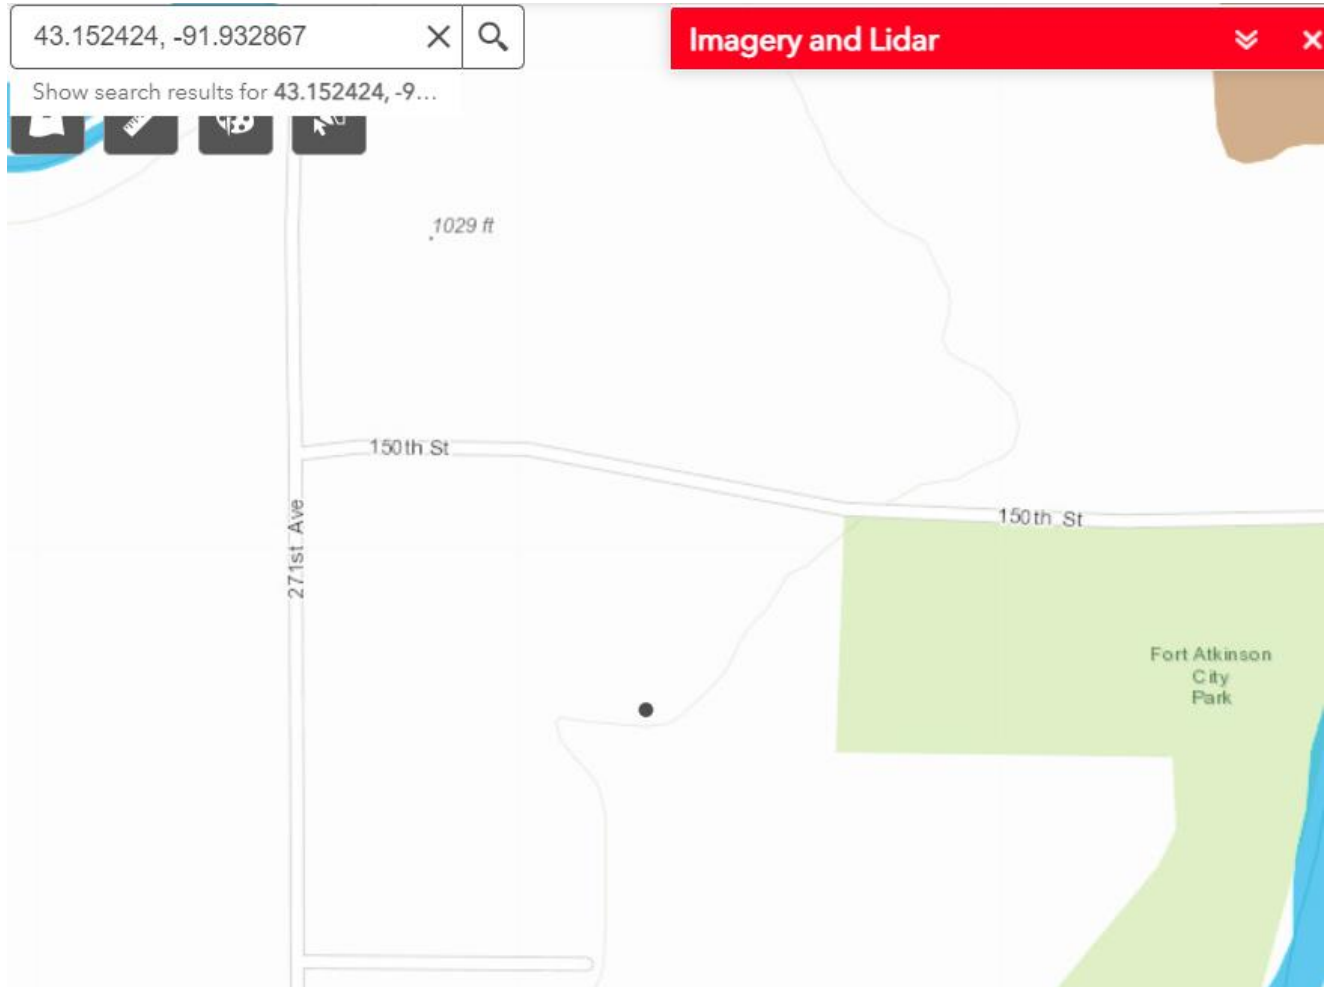 43.152424, -91.932867
Imagery and Lidar
Show search results for 43.152424, -9...
1029 ft
150th St
150th St
271st Ave
Fort Atkinson
City
Park